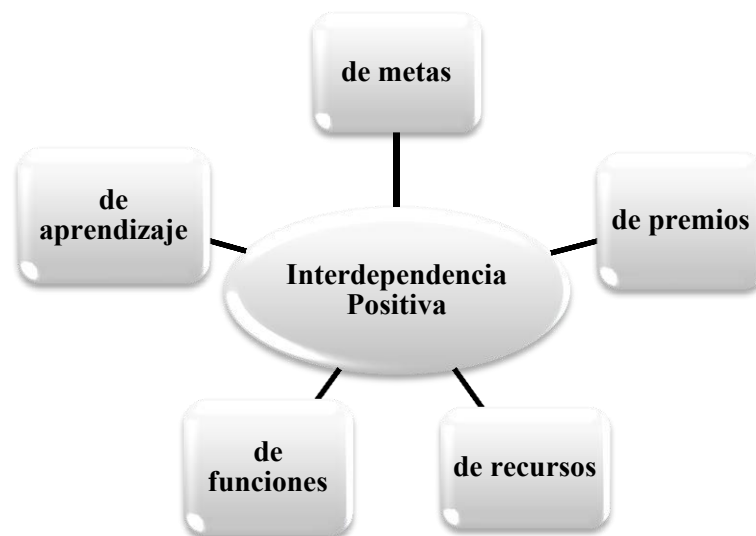 de metas
de
aprendizaje
de premios
Interdependencia
Positiva
de
funciones
de recursos